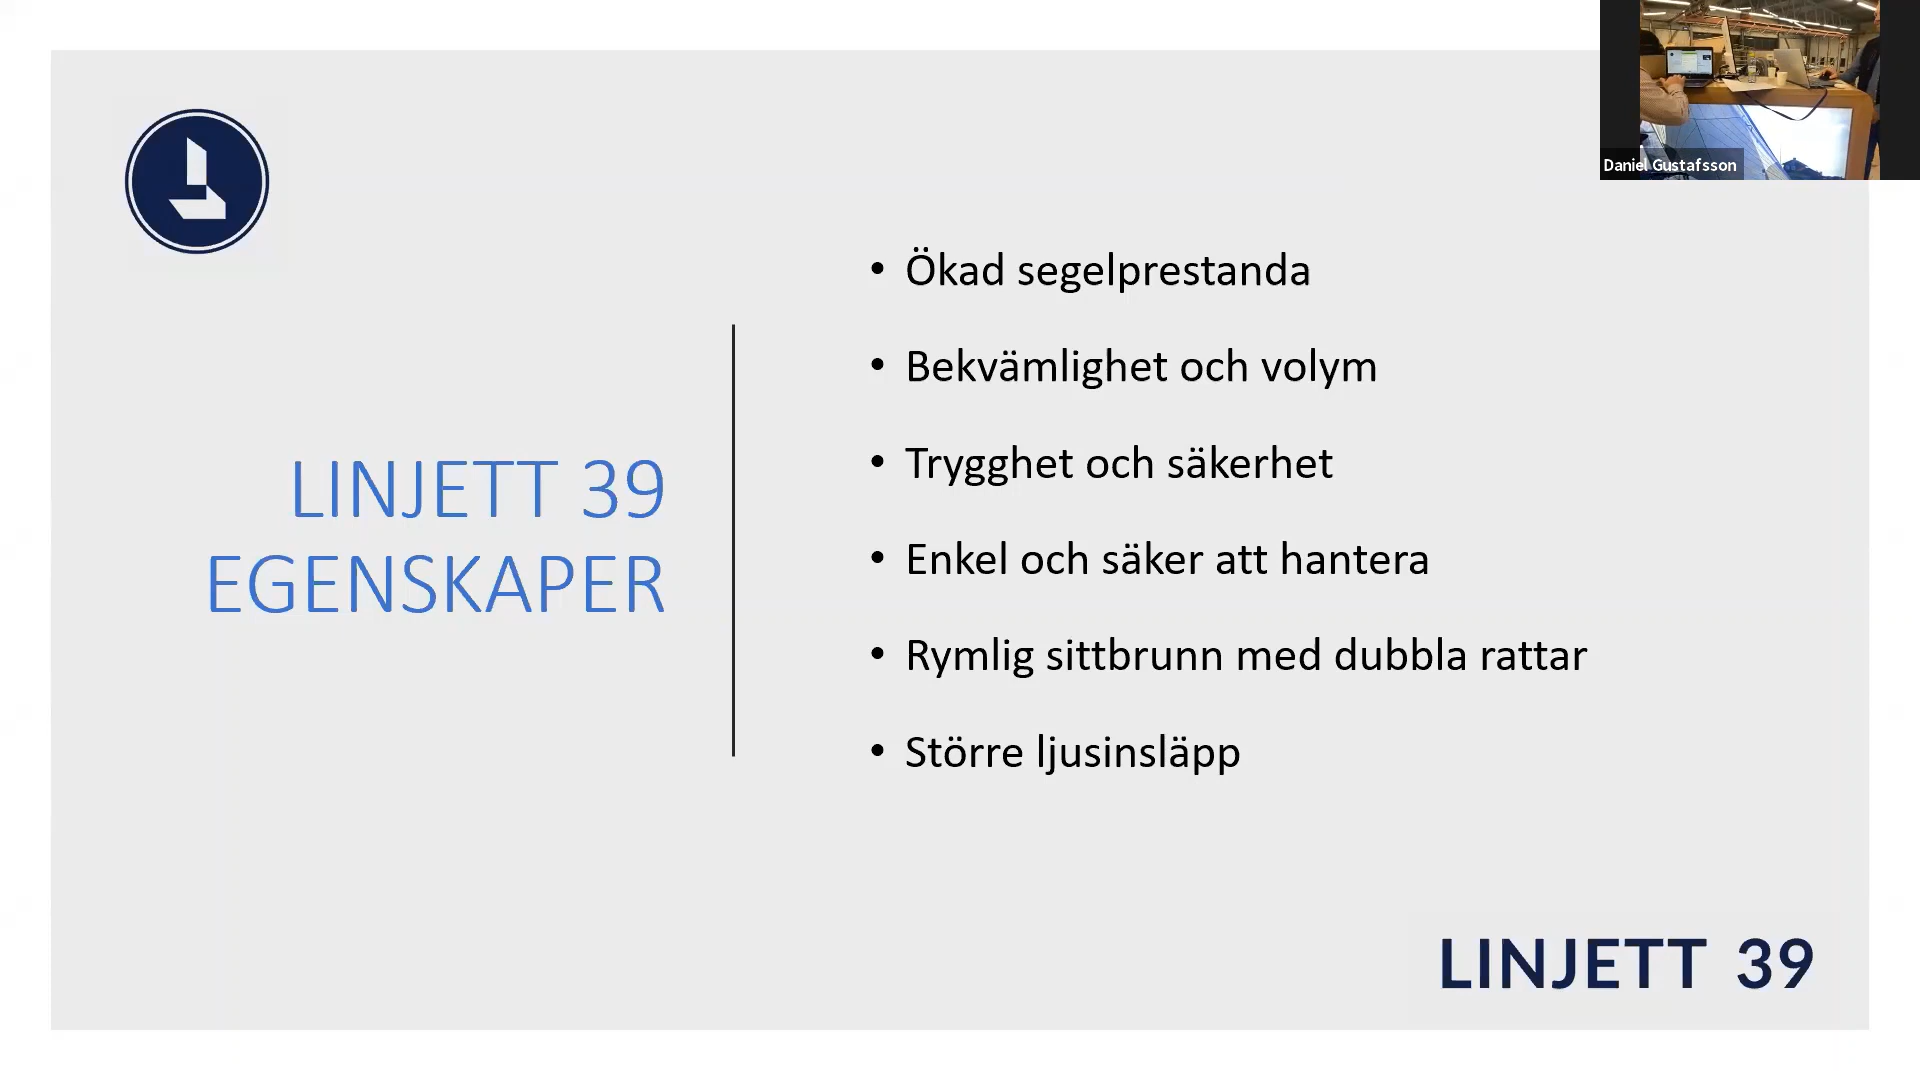 Daniel Gustafsson
LINJETT 39
EGENSKAPER
• Ökad segelprestanda
• Bekvämlighet och volym
• Trygghet och säkerhet
• Enkel och säker att hantera
• Rymlig sittbrunn med dubbla rattar
• Större ljusinsläpp
LINJETT 39